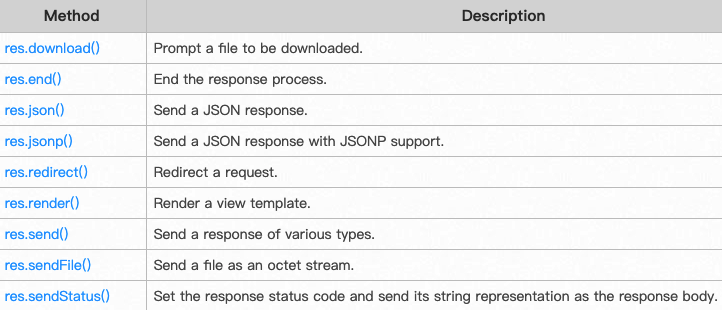 Method Description
res.download() Prompt a file to be downloaded.
res.end() End the response process.
res.json() Send a JSON response.
res.jsonp() Send a JSON response with JSONP support.
res.redirect() Redirect a request.
res.render() Render a view template.
res.send() Send a response of various types.
res.sendFile() Send a file as an octet stream.
res.sendStatus() Set the response status code and send its string representation as the response body.